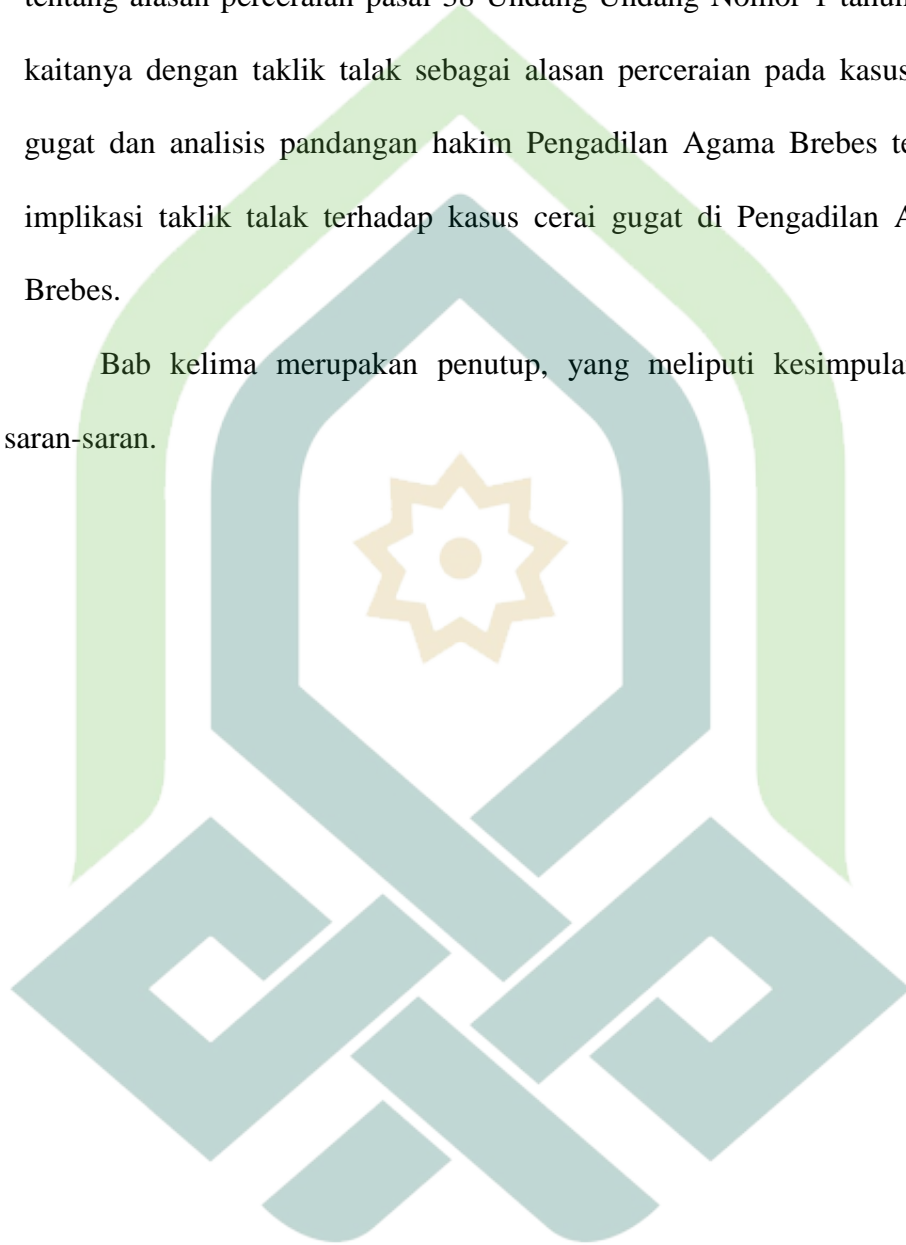 tentang alasan perceraian pasal 38 Undang Undang Nomor 1 tahun
kaitanya dengan taklik talak sebagai alasan perceraian pada kasus
gugat dan analisis pandangan hakim Pengadilan Agama Brebes
implikasi taklik talak terhadap kasus cerai gugat di Pengadilan
Brebes.
Bab kelima merupakan penutup, yang meliputi
saran-saran.